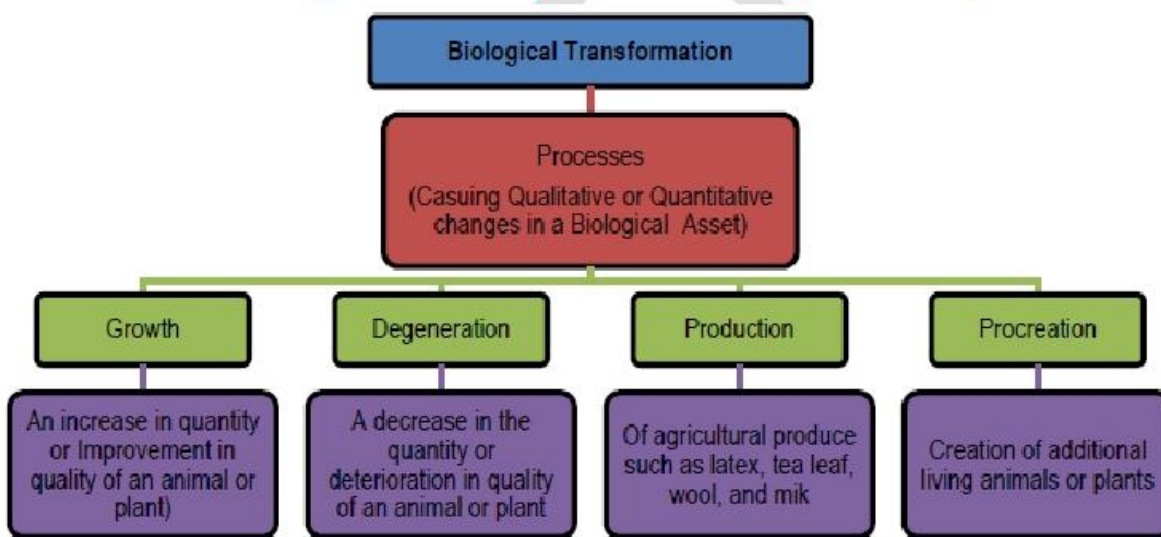 Biological Transformation
Processes
(Casuing Qualitative or Quantitative
changes in a Biological Asset)
Growth
Degeneration
Production
Procreation
An increase in quantity
or Improvement in
quality of an animal or
plant)
A decrease in the
quantity or
deterioration in quality
of an animal or plant
Of agricultural produce
such as latex, tea leaf,
wool, and mik
Creation of additional
living animals or plants